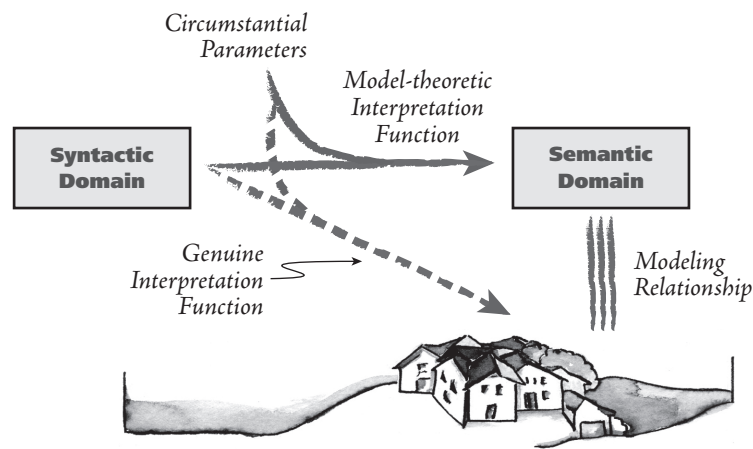 Circumstantial
Parameters
Model-theoretic
Interpretation
Function
Syntactic
Domain
Semantic
Domain
Genuine
Interpretation
Function
Modeling
Relationship